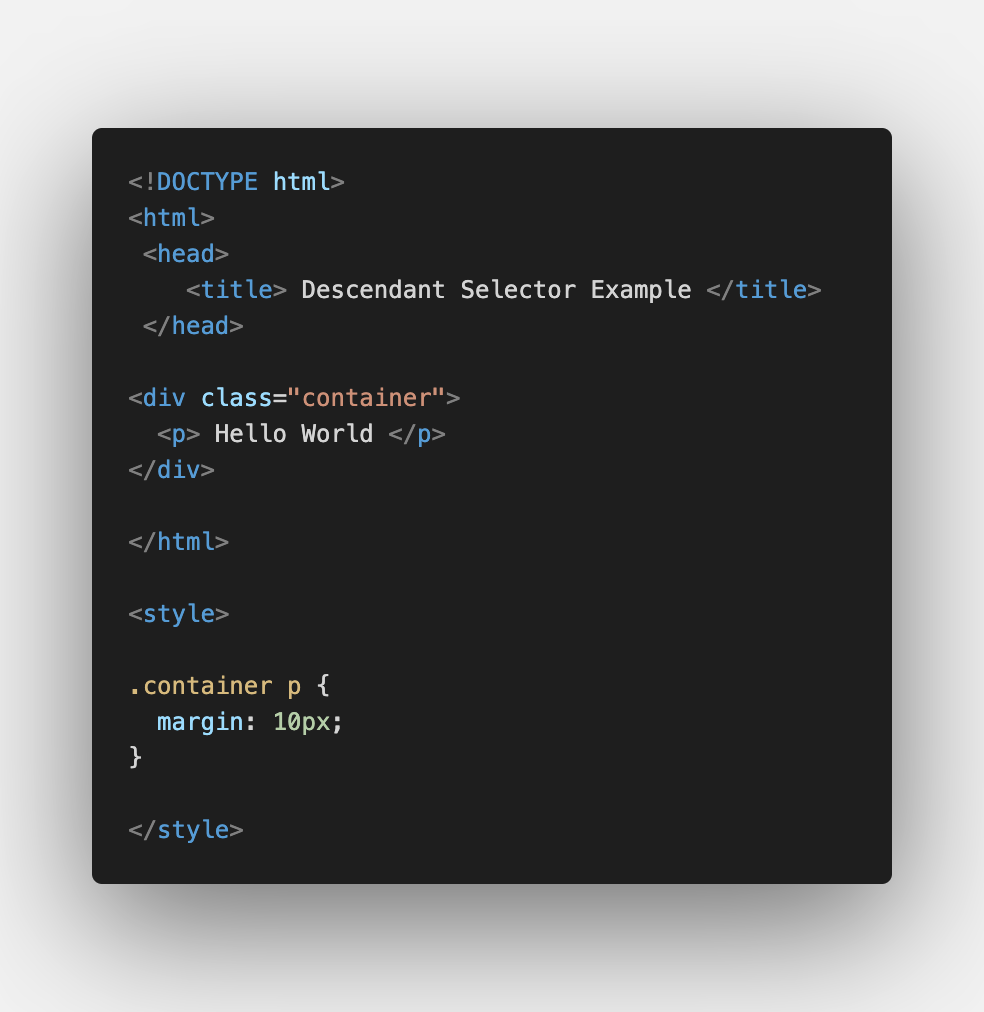 <!DOCTYPE html>
<html>
 <head>
    <title> Descendant Selector Example </title>
 </head>

<div class="container">
  <p> Hello World </p>
</div>

</html>

<style>

.container p {
  margin: 10px;
}

</style>